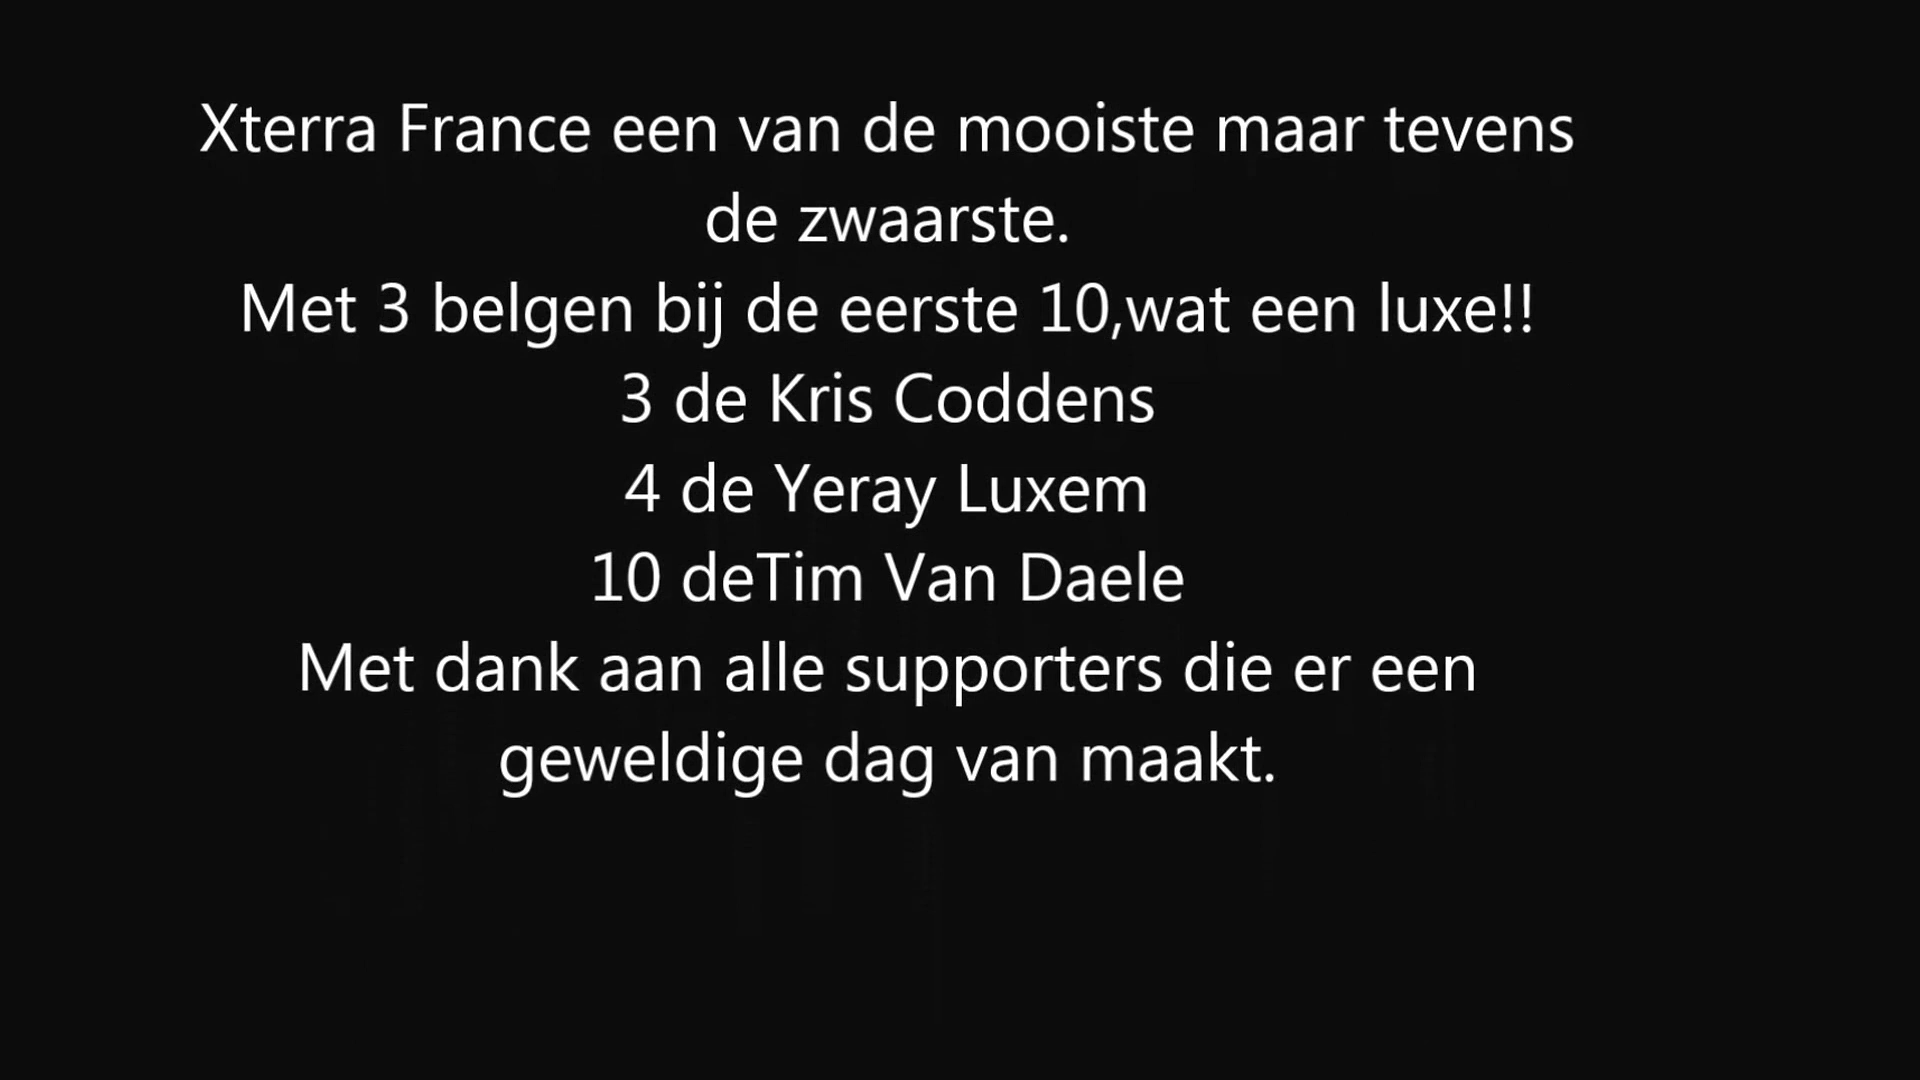 Xterra France een van de mooiste maar tevens
de zwaarste.
Met 3 belgen bij de eerste 10,wat een luxe!!
3 de Kris Coddens
4 de Yeray Luxem
10 deTim Van Daele
Met dank aan alle supporters die er een
geweldige dag van maakt.